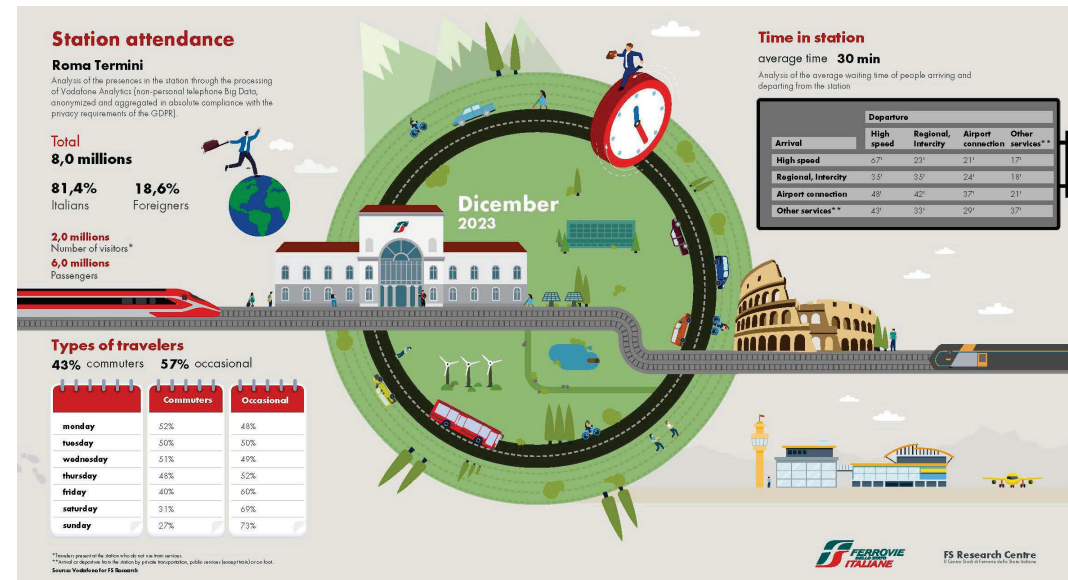 Station attendance
Roma Termini
Analysis of the presences in the station through the processing
of Vodafone Analytics (non-personal telephone Big Data,
anonymized and aggregated in absolute compliance with the
privacy requirements of the GDPR).
Total
8,0 millions
81,4% 18,6%
Italians Foreigners
2,0 millions
Number of visitors*
6,0 millions
Passengers
Dicember
2023
Time in station
average time 30 min
Analysis of the average waiting time of people arriving and
departing from the station
Departure
Arrival High speed Regional, Intercity Airport connection Other services**
High speed 67' 23' 21' 17'
Regional, Intercity 35' 35' 24' 18'
Airport connection 48' 42' 37' 21'
Other services** 43' 33' 29' 37'
Types of travelers
43% commuters 57% occasional
Commuters Occasional
monday 52% 48%
tuesday 50% 50%
wednesday 51% 49%
thursday 48% 52%
friday 40% 60%
saturday 31% 69%
sunday 27% 73%
*Travelers present at the station who do not use train services
**Arrival or departure from the station by private transportation, public services (except train) or on foot.
Source: Vodafone for FS Research
FERROVIE
DELLO STATO
ITALIANE
FS Research Centre
Il Centro Studi di Ferrovie dello Stato Italiane